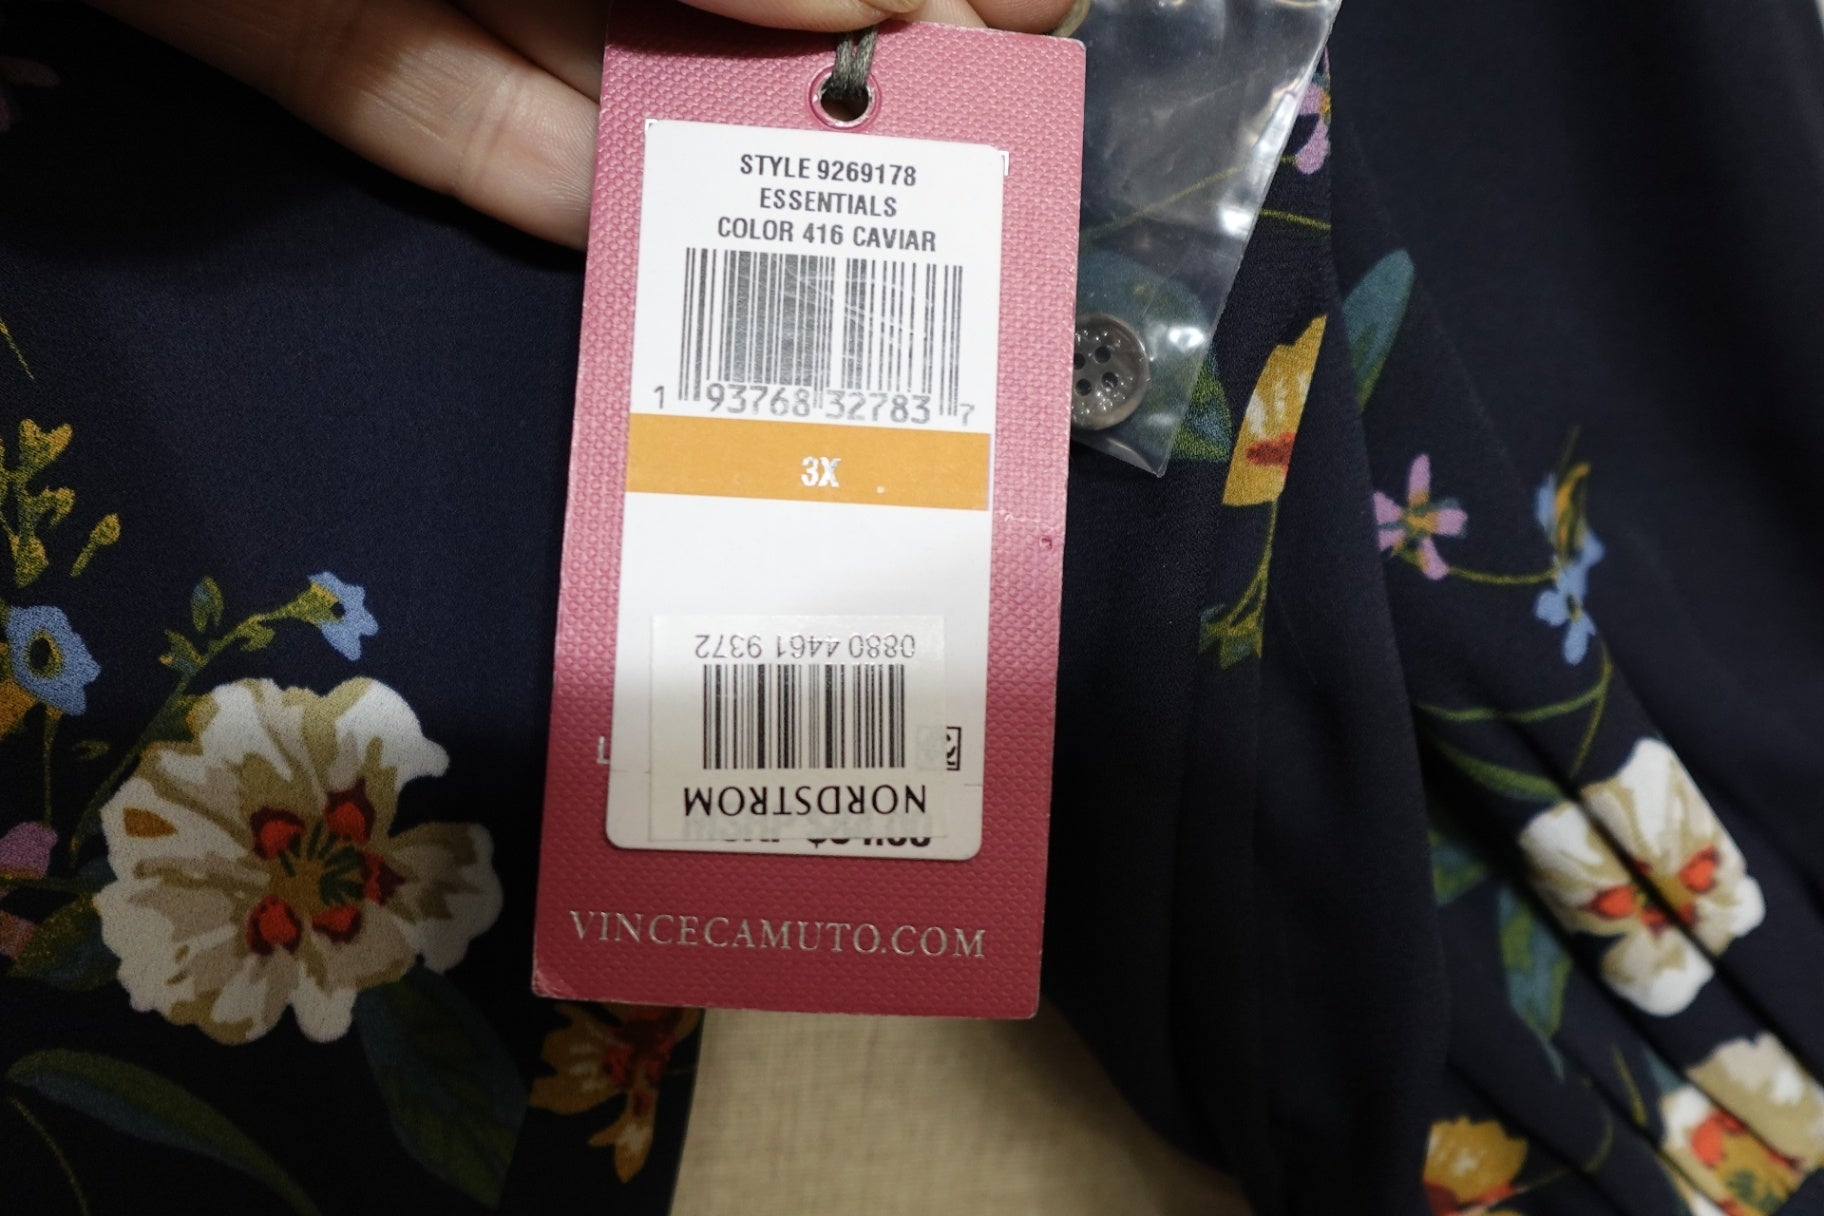 STYLE 9269178
ESSENTIALS
COLOR 416 CAVIAR
1 93768 32783 7
3X
0880 4461 9372
NORDSTROM
VINCECAMUTO.COM